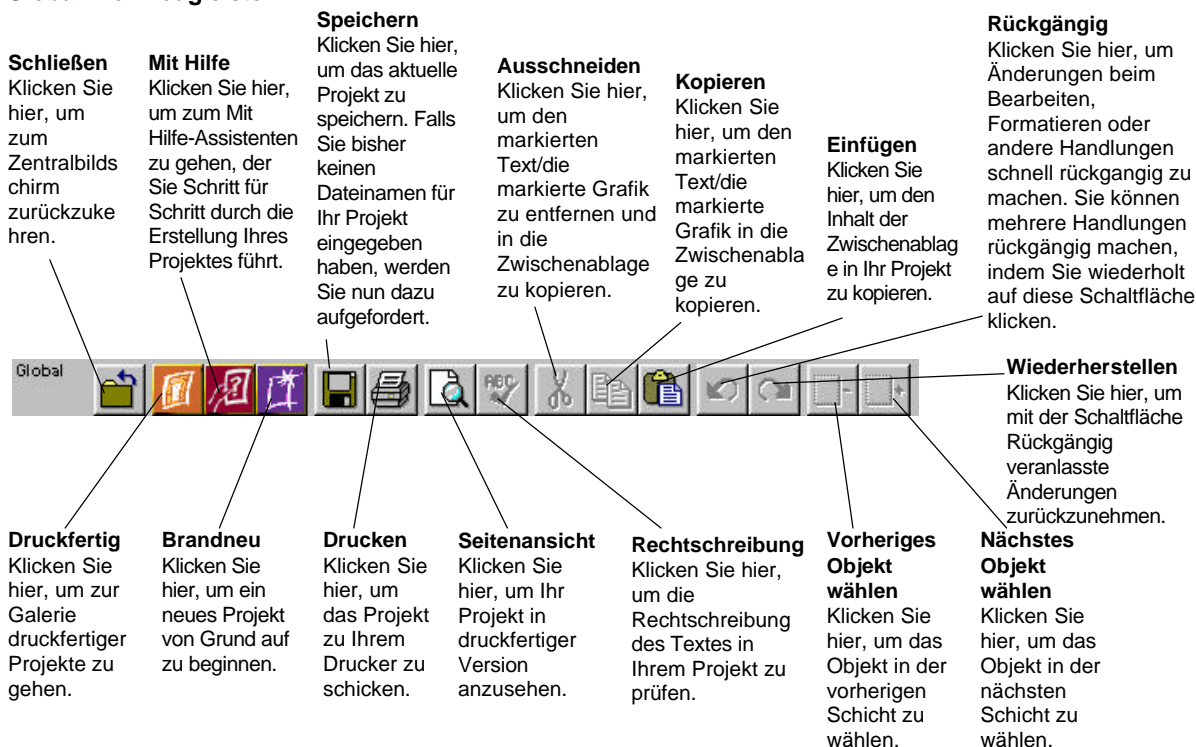 Speichern
Klicken Sie hier,
um das aktuelle
Projekt zu
speichern. Falls
Sie bisher
keinen
Dateinamen für
Ihr Projekt
eingegeben
haben, werden
Sie nun dazu
aufgefordert.
Schließen
Klicken Sie
hier, um
zum
Zentralbilds
chirm
zurückzuke
hren.
Mit Hilfe
Klicken Sie hier,
um zum Mit
Hilfe-Assistenten
zu gehen, der
Sie Schritt für
Schritt durch die
Erstellung Ihres
Projektes führt.
Ausschneiden
Klicken Sie hier,
um den
markierten
Text/die
markierte Grafik
zu entfernen und
in die
Zwischenablage
zu kopieren.
Kopieren
Klicken Sie
hier, um den
markierten
Text/die
markierte
Grafik in die
Zwischenabla
ge zu
kopieren.
Einfügen
Klicken Sie
hier, um den
Inhalt der
Zwischenablag
e in Ihr Projekt
zu kopieren.
Rückgängig
Klicken Sie hier, um
Änderungen beim
Bearbeiten,
Formatieren oder
andere Handlungen
schnell rückgangig zu
machen. Sie können
mehrere Handlungen
rückgängig machen,
indem Sie wiederholt
auf diese Schaltfläche
klicken.
Global
ABC
Wiederherstellen
Klicken Sie hier, um
mit der Schaltfläche
Rückgängig
veranlasste
Änderungen
zurückzunehmen.
Druckfertig
Klicken Sie
hier, um zur
Galerie
druckfertiger
Projekte zu
gehen.
Brandneu
Klicken Sie
hier, um ein
neues Projekt
von Grund auf
zu beginnen.
Drucken
Klicken Sie
hier, um
das Projekt
zu Ihrem
Drucker zu
schicken.
Seitenansicht
Klicken Sie
hier, um Ihr
Projekt in
druckfertiger
Version
anzusehen.
Rechtschreibung
Klicken Sie hier,
um die
Rechtschreibung
des Textes in
Ihrem Projekt zu
prüfen.
Vorheriges
Objekt
wählen
Klicken Sie
hier, um das
Objekt in der
vorherigen
Schicht zu
wählen.
Nächstes
Objekt
wählen
Klicken Sie
hier, um das
Objekt in der
nächsten
Schicht zu
wählen.